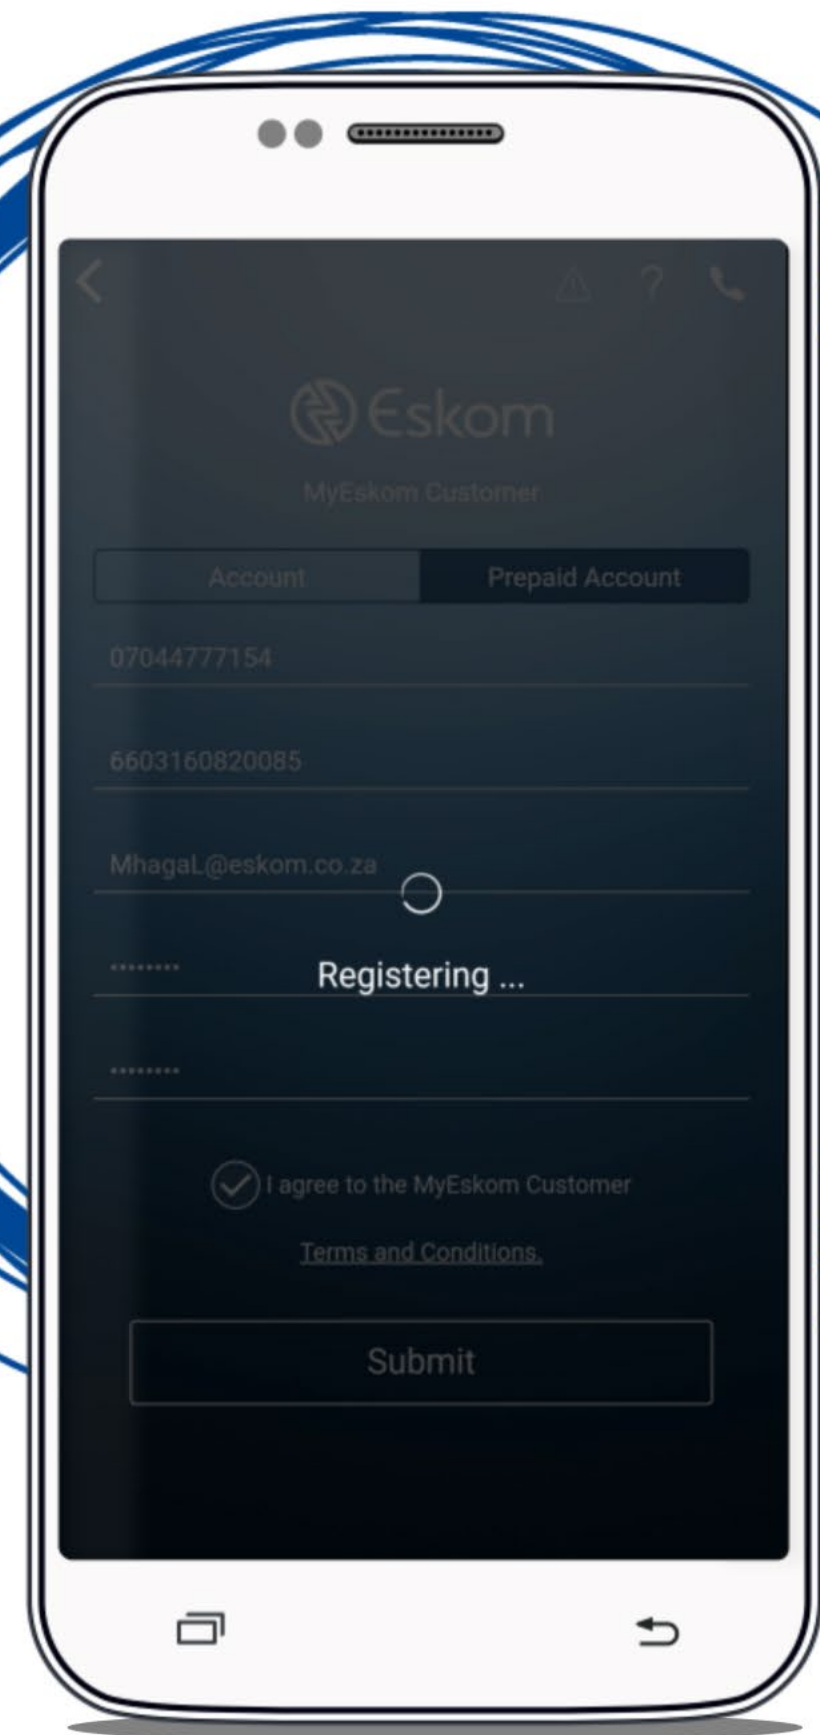 Eskom
MyEskom Customer
Account Prepaid Account
07044777154
6603160820085
MhagaL@eskom.co.za
........
Registering ...
........
I agree to the MyEskom Customer
Terms and Conditions.
Submit